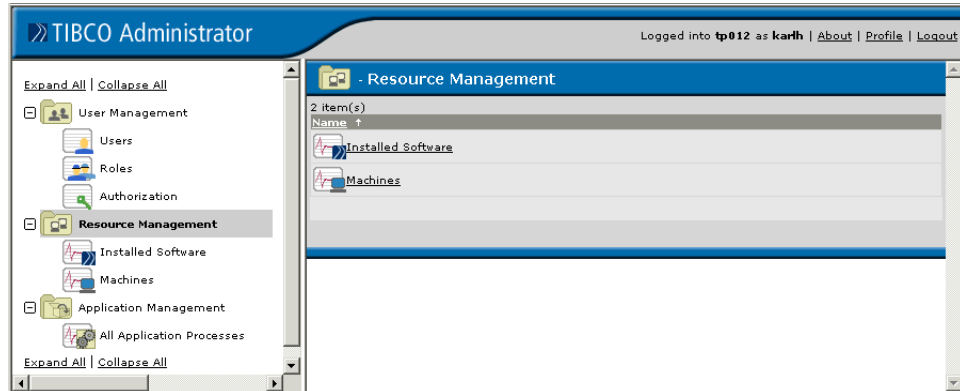 TIBCO Administrator
Logged into tp012 as karlh | About | Profile | Logout
Expand All | Collapse All
User Management
Users
Roles
Authorization
Resource Management
Installed Software
Machines
Application Management
All Application Processes
Expand All | Collapse All
- Resource Management
2 item(s)
Name ↑
Installed Software
Machines